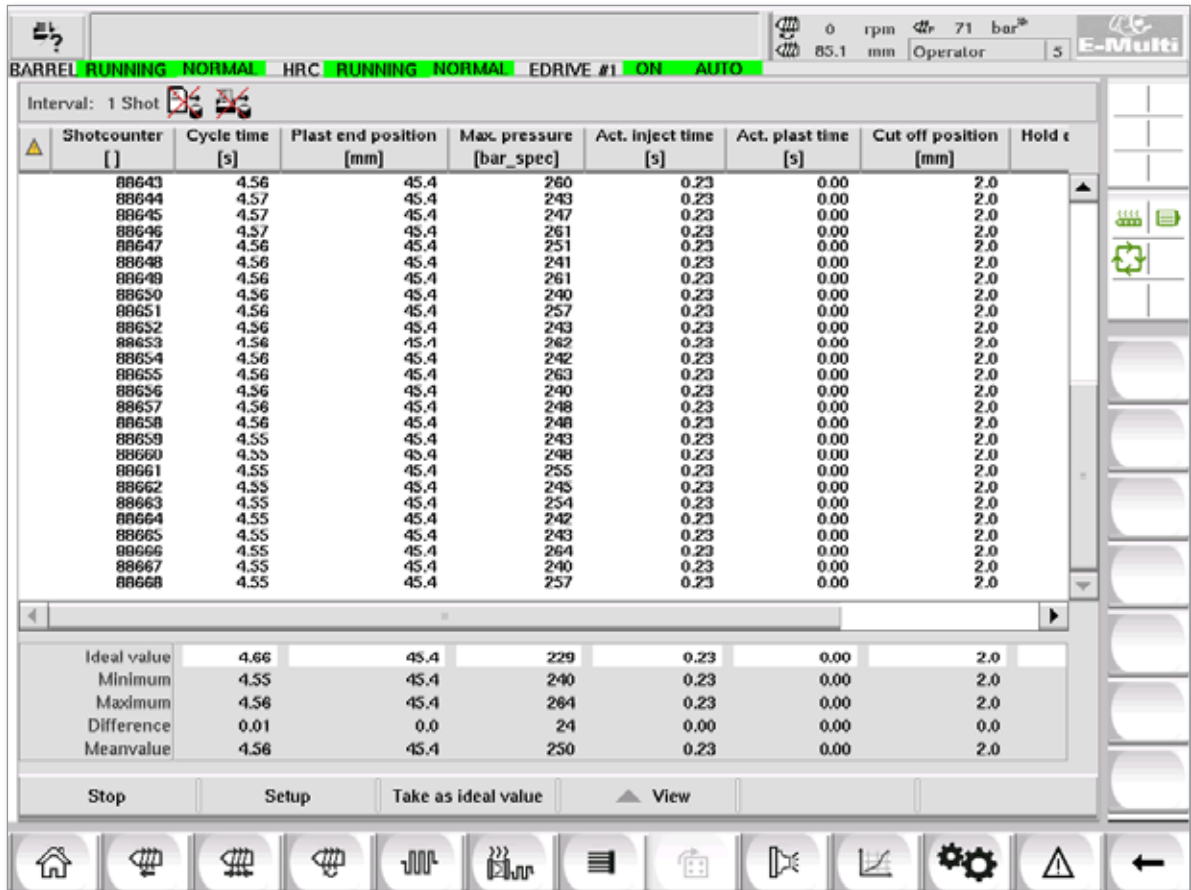 0 rpm 71 bar
E-Multi
85.1 mm Operator 5
BARREL RUNNING NORMAL HRC RUNNING NORMAL EDRIVE #1 ON AUTO
Interval: 1 Shot
Shotcounter Cycle time Plast end position Max. pressure Act. inject time Act. plast time Cut off position Hold
[ ] [s] [mm] [bar_spec] [s] [s] [mm]
88643 4.56 45.4 260 0.23 0.00 2.0
88644 4.57 45.4 243 0.23 0.00 2.0
88645 4.57 45.4 247 0.23 0.00 2.0
88646 4.57 45.4 261 0.23 0.00 2.0
88647 4.56 45.4 251 0.23 0.00 2.0
88648 4.56 45.4 241 0.23 0.00 2.0
88649 4.56 45.4 261 0.23 0.00 2.0
88650 4.56 45.4 240 0.23 0.00 2.0
88651 4.56 45.4 257 0.23 0.00 2.0
88652 4.56 45.4 243 0.23 0.00 2.0
88653 4.56 45.4 262 0.23 0.00 2.0
88654 4.56 45.4 242 0.23 0.00 2.0
88655 4.56 45.4 263 0.23 0.00 2.0
88656 4.56 45.4 240 0.23 0.00 2.0
88657 4.56 45.4 248 0.23 0.00 2.0
88658 4.56 45.4 248 0.23 0.00 2.0
88659 4.55 45.4 243 0.23 0.00 2.0
88660 4.55 45.4 248 0.23 0.00 2.0
88661 4.55 45.4 255 0.23 0.00 2.0
88662 4.55 45.4 245 0.23 0.00 2.0
88663 4.55 45.4 254 0.23 0.00 2.0
88664 4.55 45.4 242 0.23 0.00 2.0
88665 4.55 45.4 243 0.23 0.00 2.0
88666 4.55 45.4 264 0.23 0.00 2.0
88667 4.55 45.4 240 0.23 0.00 2.0
88668 4.55 45.4 257 0.23 0.00 2.0
Ideal value 4.66 45.4 229 0.23 0.00 2.0
Minimum 4.55 45.4 240 0.23 0.00 2.0
Maximum 4.56 45.4 264 0.23 0.00 2.0
Difference 0.01 0.0 24 0.00 0.00 0.0
Meanvalue 4.56 45.4 250 0.23 0.00 2.0
Stop Setup Take as ideal value View